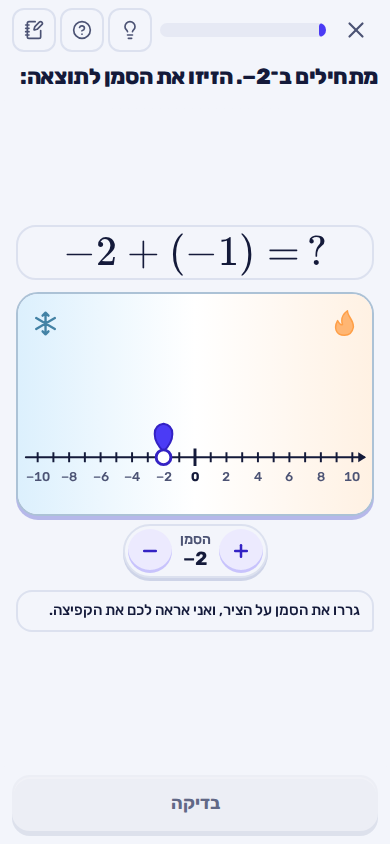 מתחילים ב־−2. הזיזו את הסמן לתוצאה:
−2 + (−1) = ?
−10 −8 −6 −4 −2 0 2 4 6 8 10
הסמן
− −2 +
גררו את הסמן על הציר, ואני אראה לכם את הקפיצה.
בדיקה